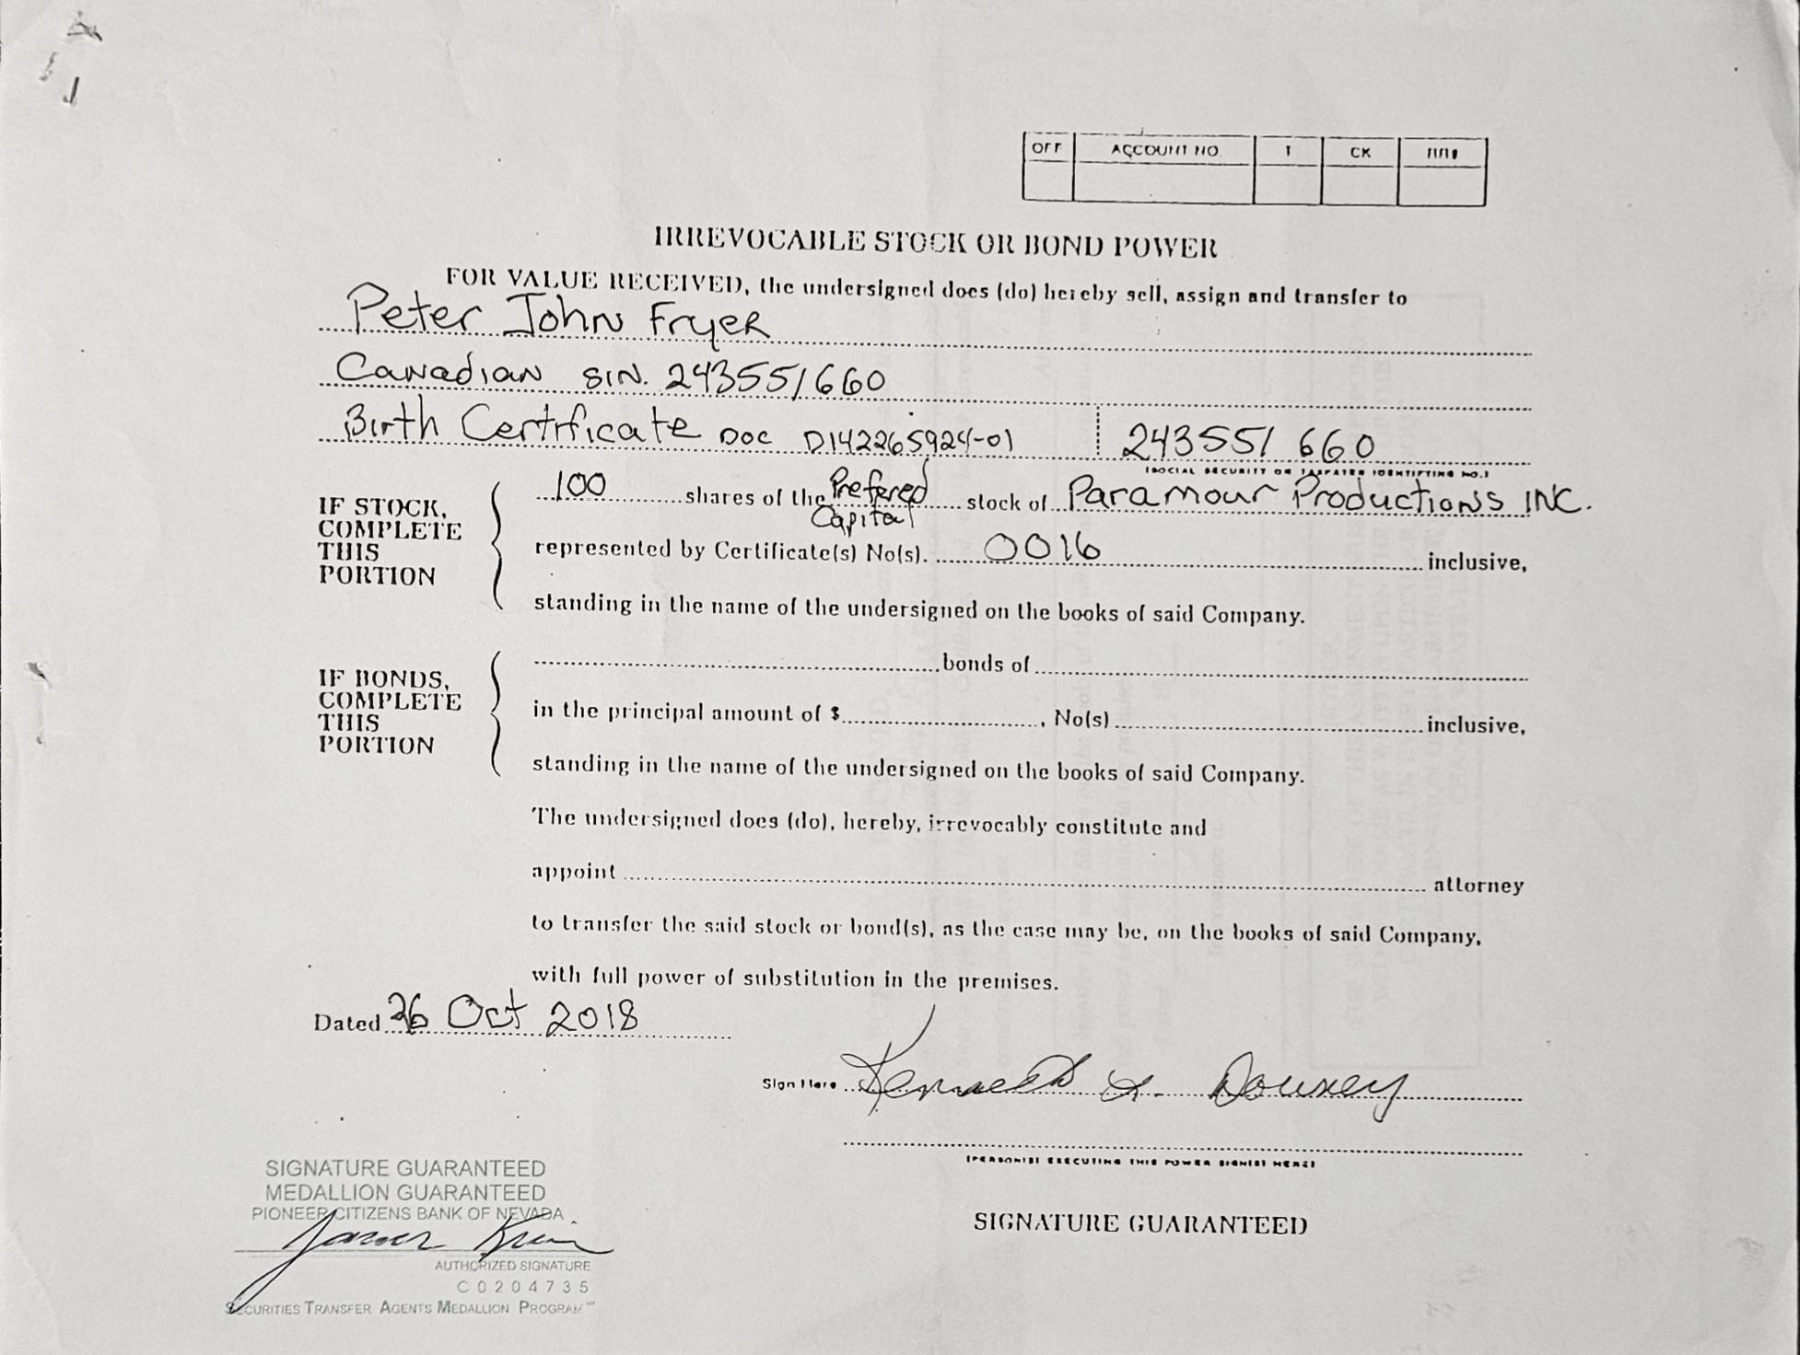 OFF ACCOUNT NO T CK
IRREVOCABLE STOCK OR BOND POWER
FOR VALUE RECEIVED, the undersigned does (do) hereby sell, assign and transfer to
Peter John Fryer
Canadian SIN. 243551660
Birth Certificate DOC D142265924-01 243551 660
(SOCIAL SECURITY OR TAXPAYER IDENTIFYING NO.)
IF STOCK, COMPLETE THIS PORTION
100 shares of the Prefered Capital stock of Paramour Productions INC.
represented by Certificate(s) No(s). 0016 inclusive,
standing in the name of the undersigned on the books of said Company.
IF BONDS, COMPLETE THIS PORTION
bonds of
in the principal amount of $ , No(s) inclusive,
standing in the name of the undersigned on the books of said Company.
The undersigned does (do), hereby, irrevocably constitute and
appoint attorney
to transfer the said stock or bond(s), as the case may be, on the books of said Company,
with full power of substitution in the premises.
Dated 26 Oct 2018
Sign Here Kenneth
(PERSON(S) EXECUTING THIS POWER SIGN(S) HERE)
SIGNATURE GUARANTEED
SIGNATURE GUARANTEED
MEDALLION GUARANTEED
PIONEER CITIZENS BANK OF NEVADA
AUTHORIZED SIGNATURE
C0204735
SECURITIES TRANSFER AGENTS MEDALLION PROGRAM